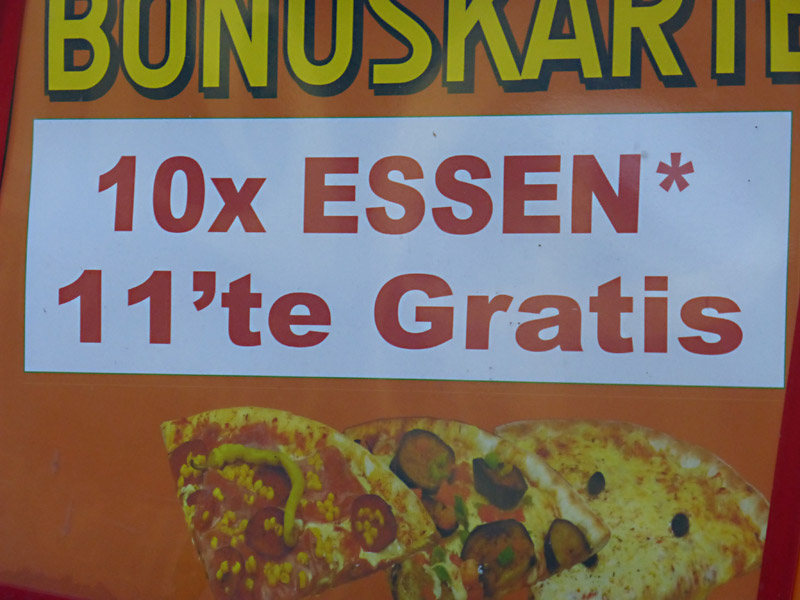 BONUSKARTE
10x ESSEN*
11’te Gratis